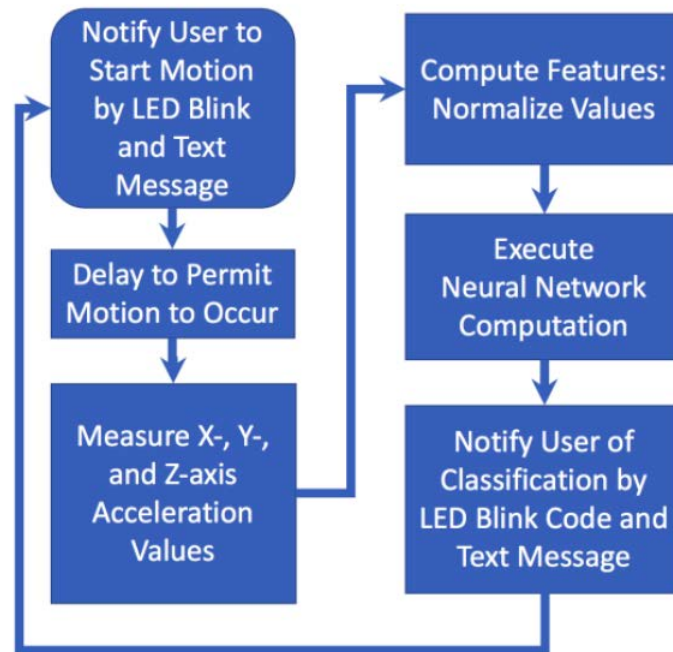 Notify User to
Start Motion
by LED Blink
and Text
Message
Delay to Permit
Motion to Occur
Measure X-, Y-,
and Z-axis
Acceleration
Values
Compute Features:
Normalize Values
Execute
Neural Network
Computation
Notify User of
Classification by
LED Blink Code and
Text Message